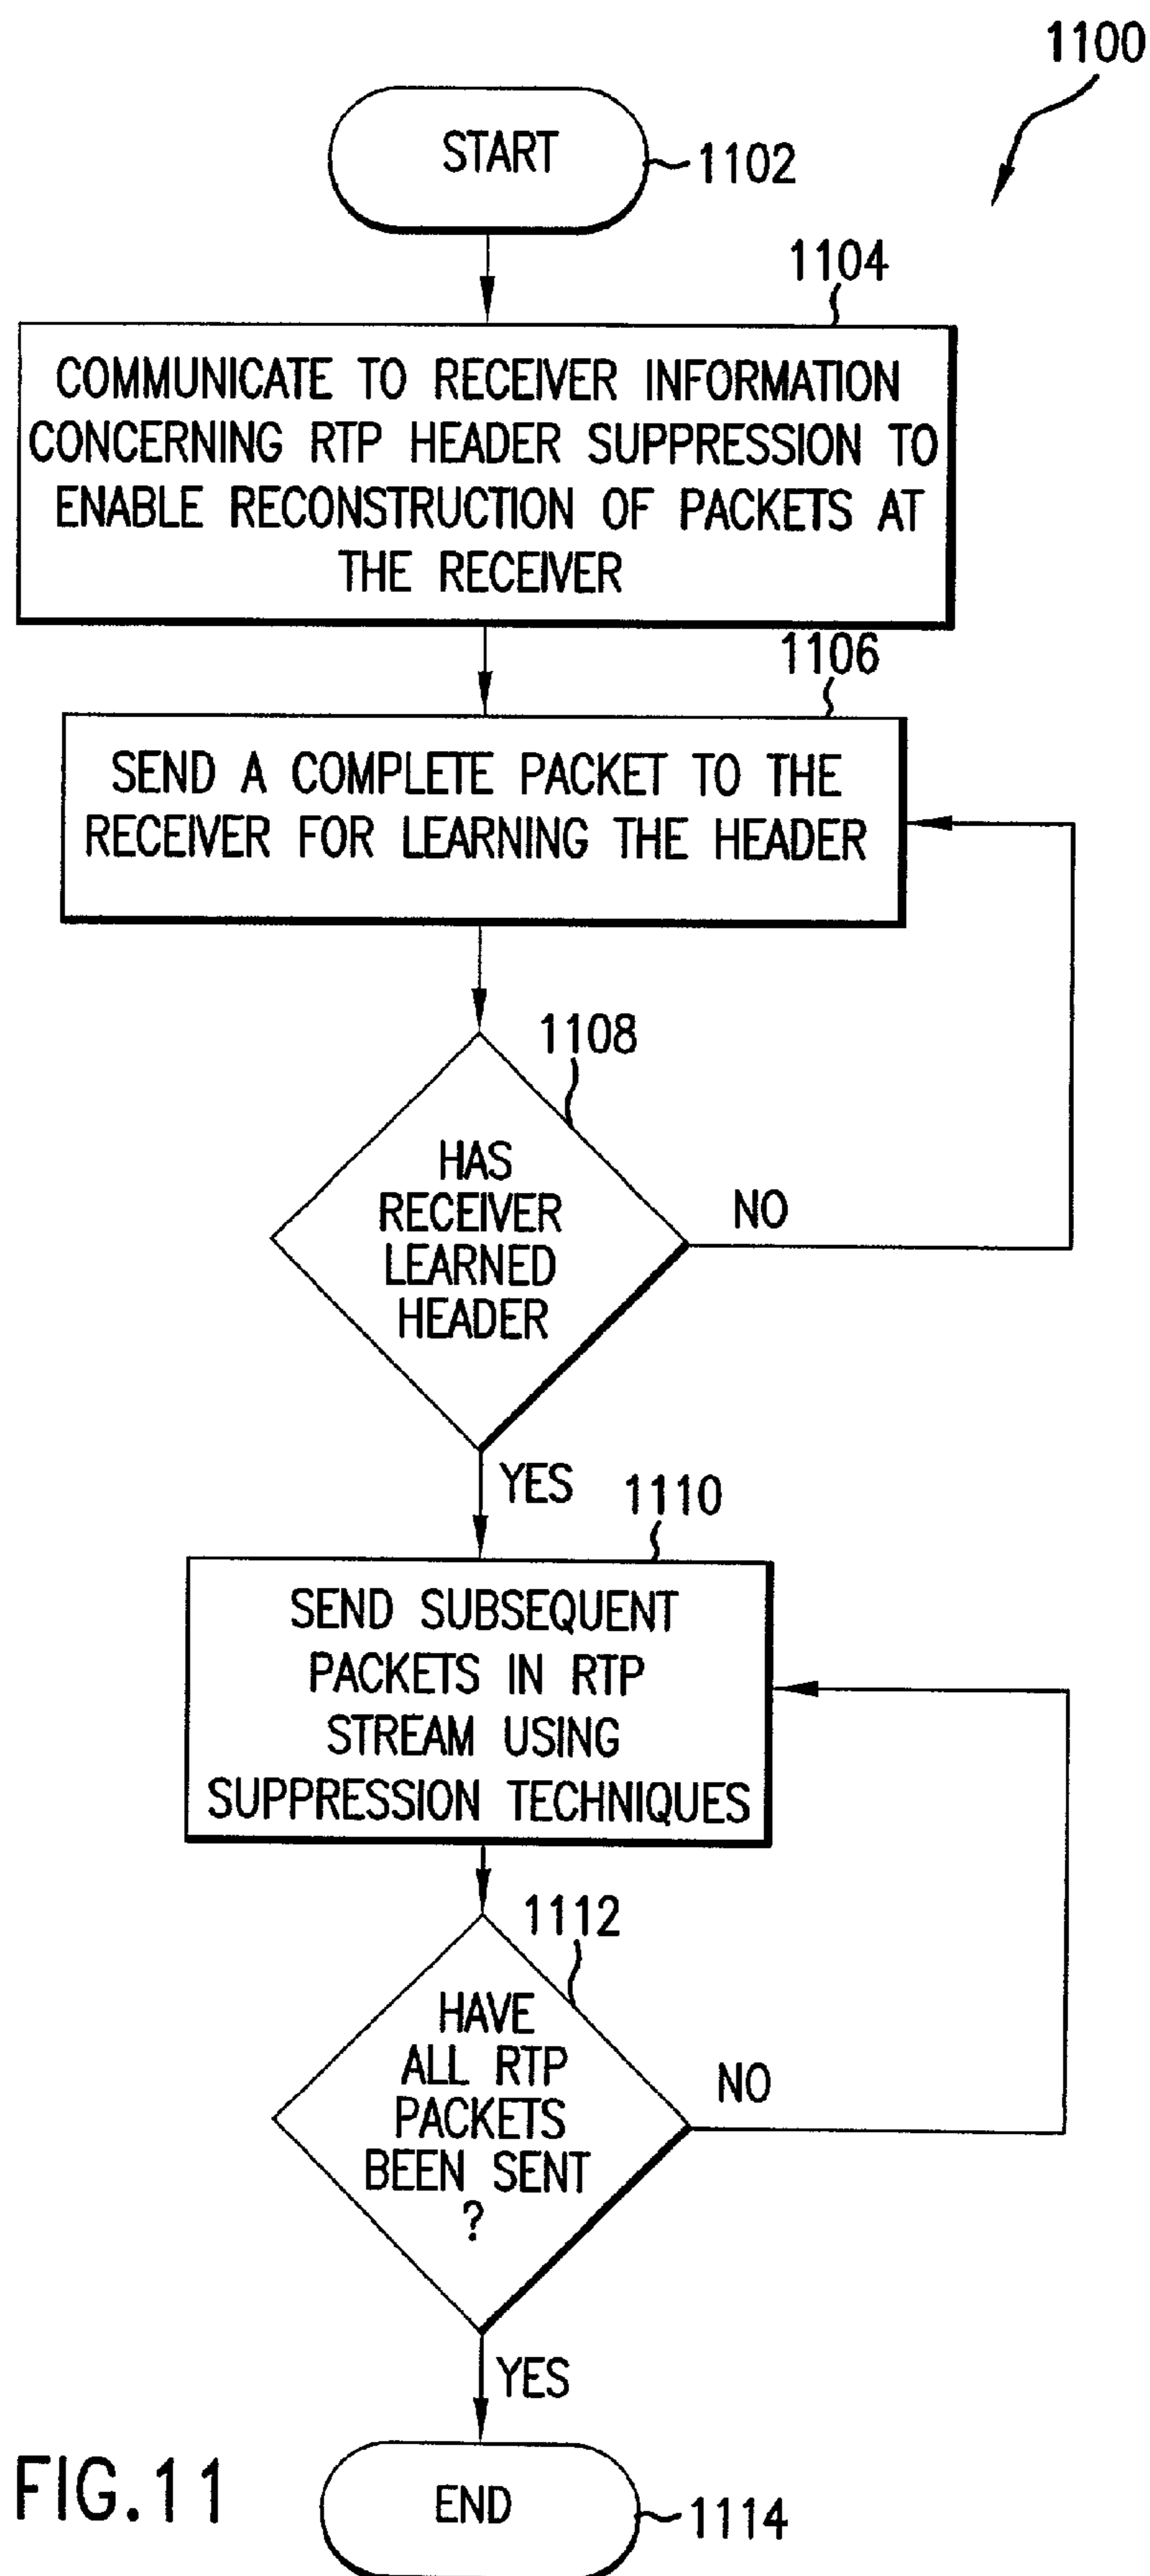 1100
START
1102
1104
COMMUNICATE TO RECEIVER INFORMATION
CONCERNING RTP HEADER SUPPRESSION TO
ENABLE RECONSTRUCTION OF PACKETS AT
THE RECEIVER
1106
SEND A COMPLETE PACKET TO THE
RECEIVER FOR LEARNING THE HEADER
1108
HAS
RECEIVER
LEARNED
HEADER
NO
YES
1110
SEND SUBSEQUENT
PACKETS IN RTP
STREAM USING
SUPPRESSION TECHNIQUES
1112
HAVE
ALL RTP
PACKETS
BEEN SENT
?
NO
YES
END
1114
FIG.11